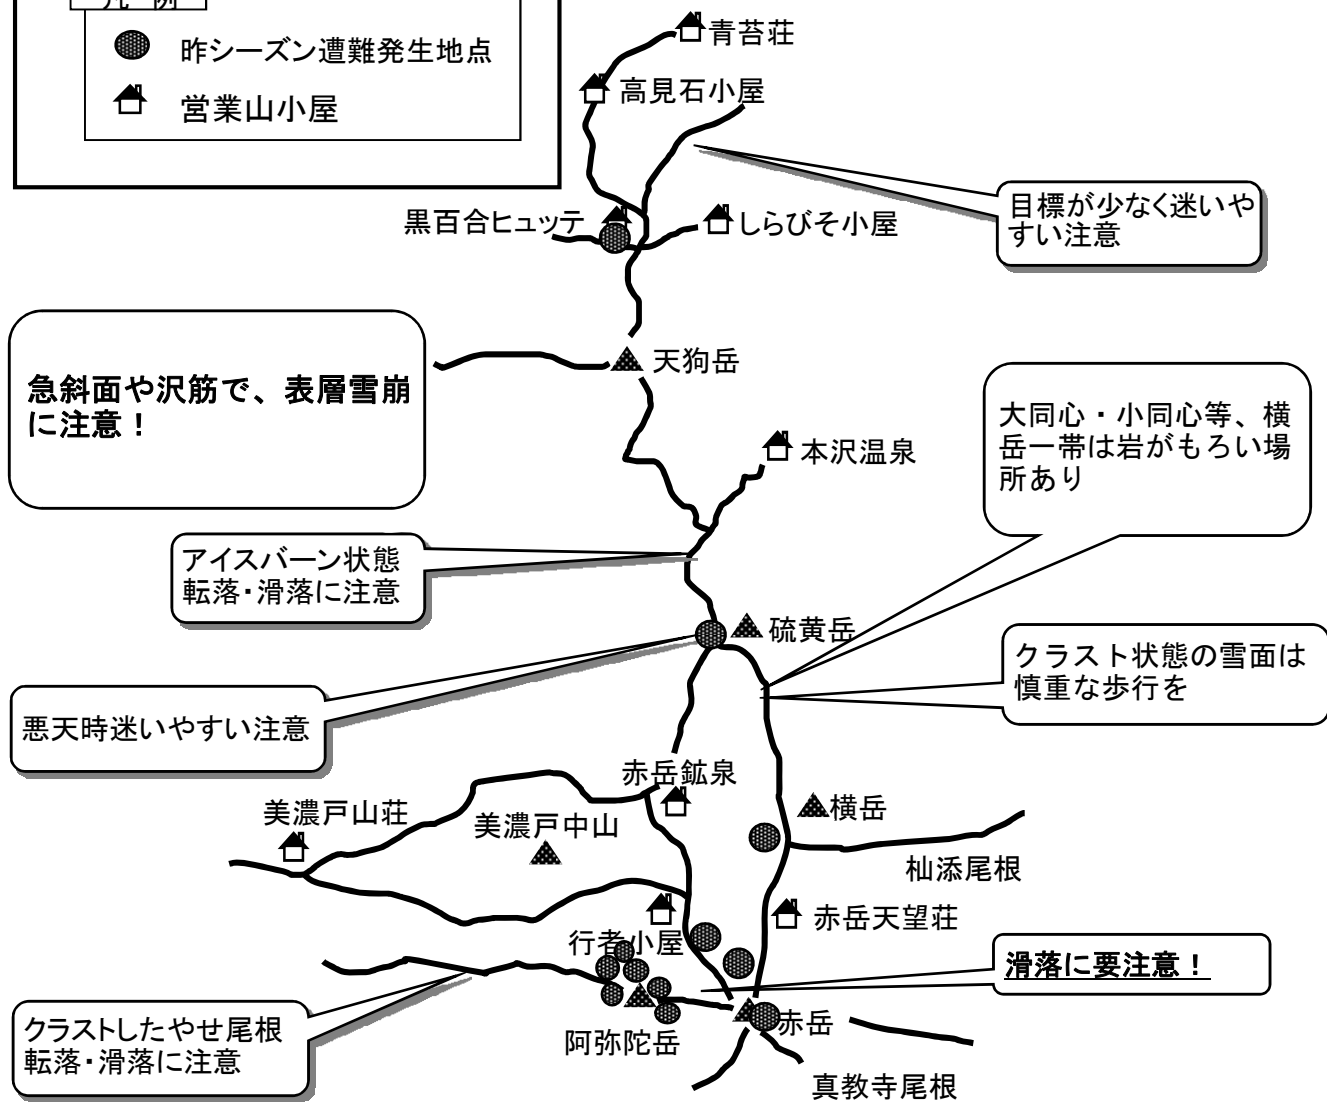 凡 例
昨シーズン遭難発生地点
営業山小屋
青苔荘
高見石小屋
目標が少なく迷いや
すい注意
黒百合ヒュッテ
しらびそ小屋
天狗岳
急斜面や沢筋で、表層雪崩
に注意！
大同心・小同心等、横
岳一帯は岩がもろい場
所あり
本沢温泉
アイスバーン状態
転落・滑落に注意
硫黄岳
クラスト状態の雪面は
慎重な歩行を
悪天時迷いやすい注意
赤岳鉱泉
美濃戸山荘
美濃戸中山
横岳
杣添尾根
赤岳天望荘
行者小屋
滑落に要注意！
クラストしたやせ尾根
転落・滑落に注意
阿弥陀岳
赤岳
真教寺尾根